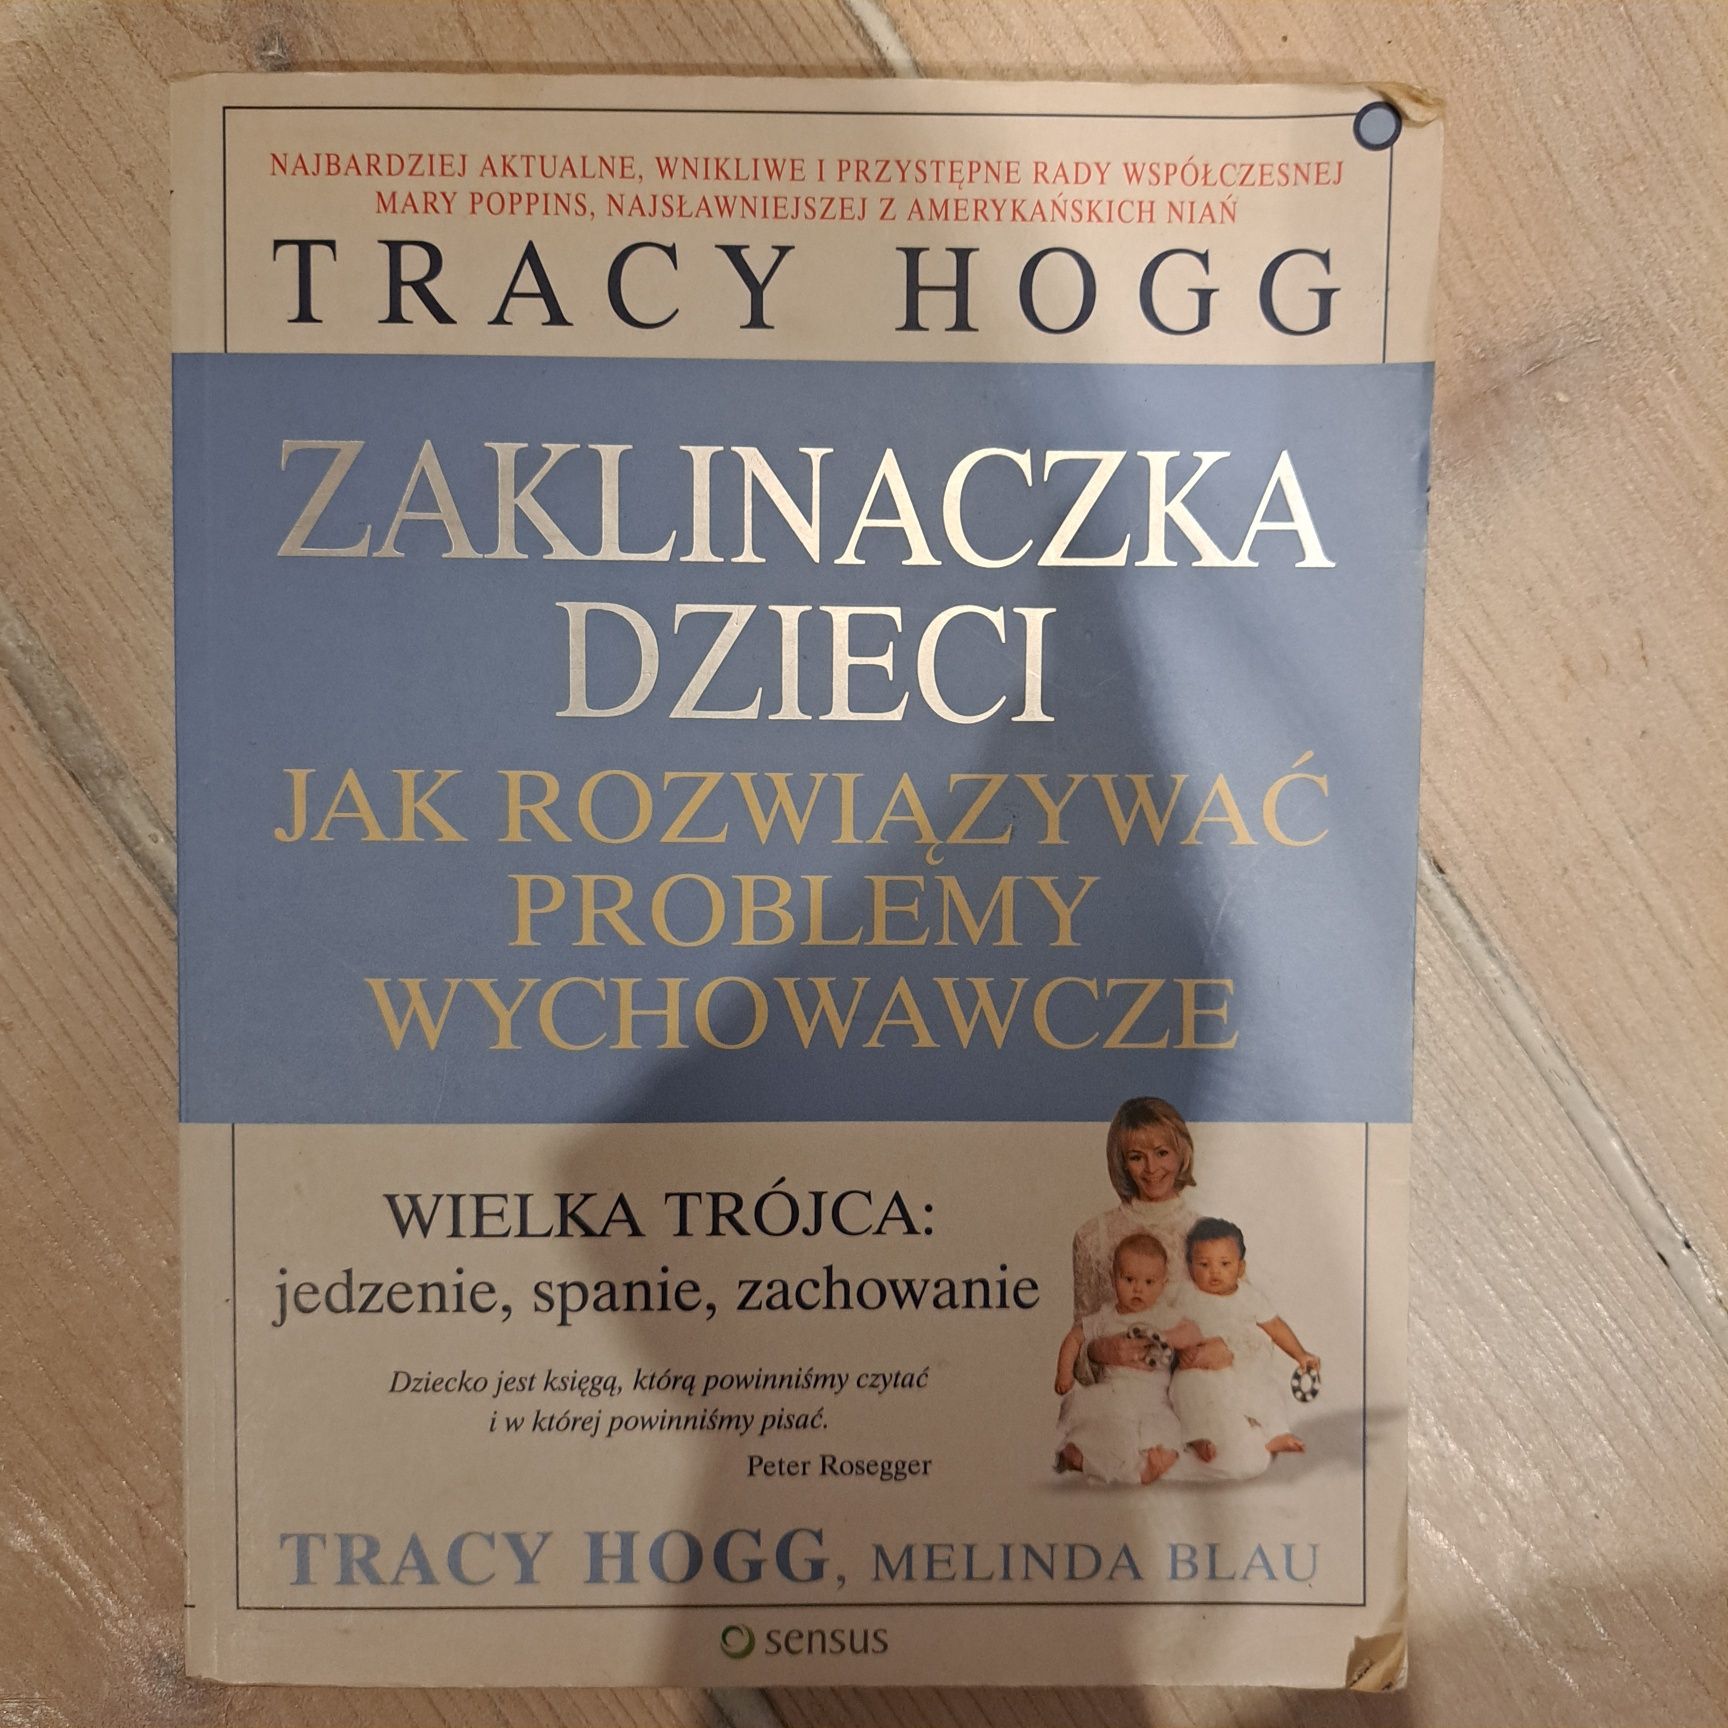 NAJBARDZIEJ AKTUALNE, WNIKLIWE I PRZYSTĘPNE RADY WSPÓŁCZESNEJ
MARY POPPINS, NAJSŁAWNIEJSZEJ Z AMERYKAŃSKICH NIAŃ
TRACY HOGG
ZAKLINACZKA
DZIECI
JAK ROZWIĄZYWAĆ
PROBLEMY
WYCHOWAWCZE
WIELKA TRÓJCA:
jedzenie, spanie, zachowanie
Dziecko jest księgą, którą powinniśmy czytać
i w której powinniśmy pisać.
Peter Rosegger
TRACY HOGG, MELINDA BLAU
sensus